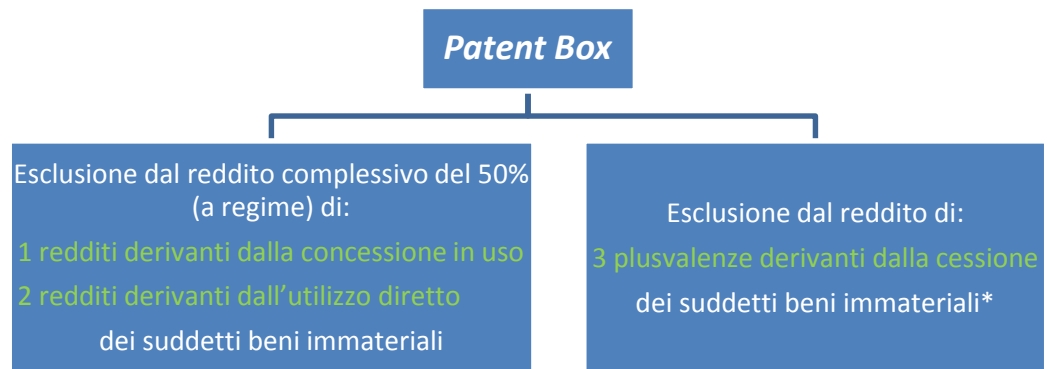 Patent Box
Esclusione dal reddito complessivo del 50%
(a regime) di:
1 redditi derivanti dalla concessione in uso
2 redditi derivanti dall’utilizzo diretto
dei suddetti beni immateriali
Esclusione dal reddito di:
3 plusvalenze derivanti dalla cessione
dei suddetti beni immateriali*